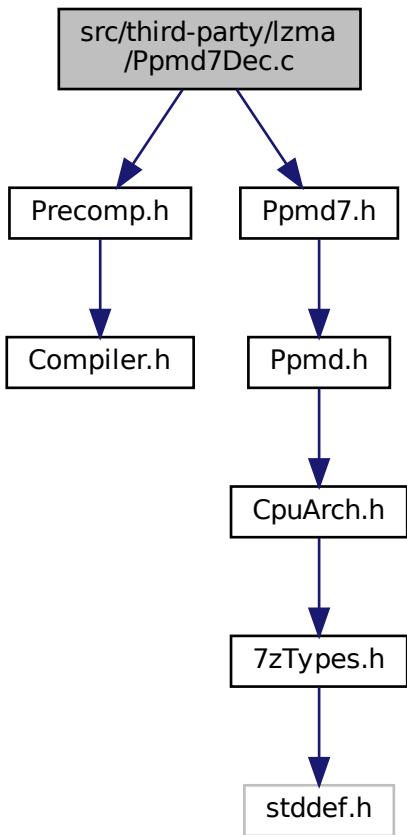 src/third-party/lzma
/Ppmd7Dec.c
Precomp.h
Ppmd7.h
Compiler.h
Ppmd.h
CpuArch.h
7zTypes.h
stddef.h